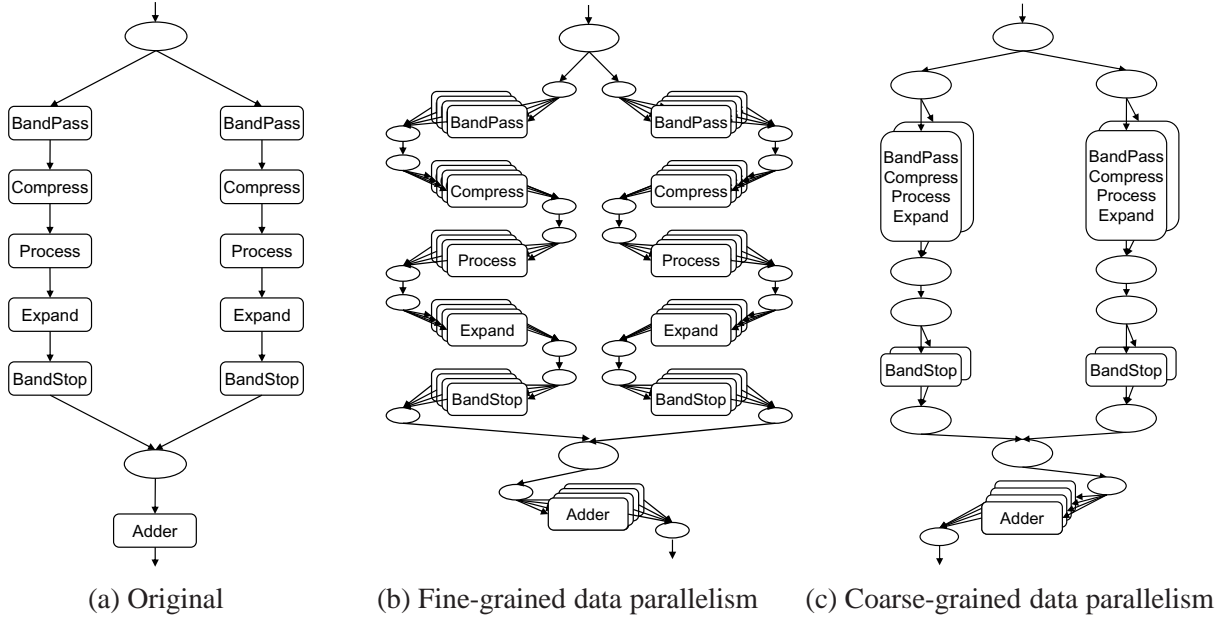 BandPass
BandPass
Compress
Compress
Process
Process
Expand
Expand
BandStop
BandStop
Adder
(a) Original
BandPass
BandPass
Compress
Compress
Process
Process
Expand
Expand
BandStop
BandStop
Adder
(b) Fine-grained data parallelism
BandPass
Compress
Process
Expand
BandPass
Compress
Process
Expand
BandStop
BandStop
Adder
(c) Coarse-grained data parallelism